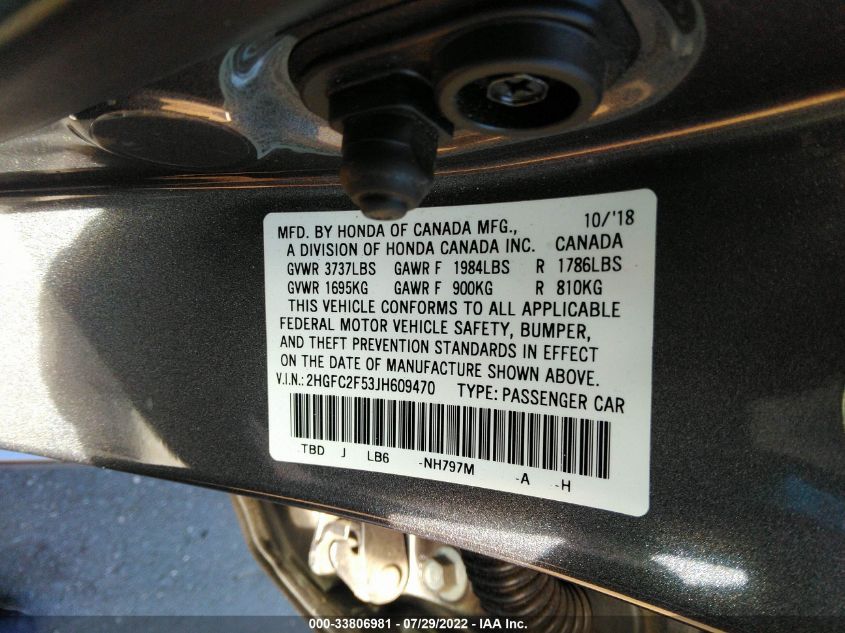 MFD. BY HONDA OF CANADA MFG., 10/'18
A DIVISION OF HONDA CANADA INC. CANADA
GVWR 3737LBS GAWR F 1984LBS R 1786LBS
GVWR 1695KG GAWR F 900KG R 810KG
THIS VEHICLE CONFORMS TO ALL APPLICABLE
FEDERAL MOTOR VEHICLE SAFETY, BUMPER,
AND THEFT PREVENTION STANDARDS IN EFFECT
ON THE DATE OF MANUFACTURE SHOWN ABOVE.
V.I.N.: 2HGFC2F53JH609470 TYPE: PASSENGER CAR
TBD J LB6 -NH797M -A -H
000-33806981 / 07/29/2022 / IAA Inc.